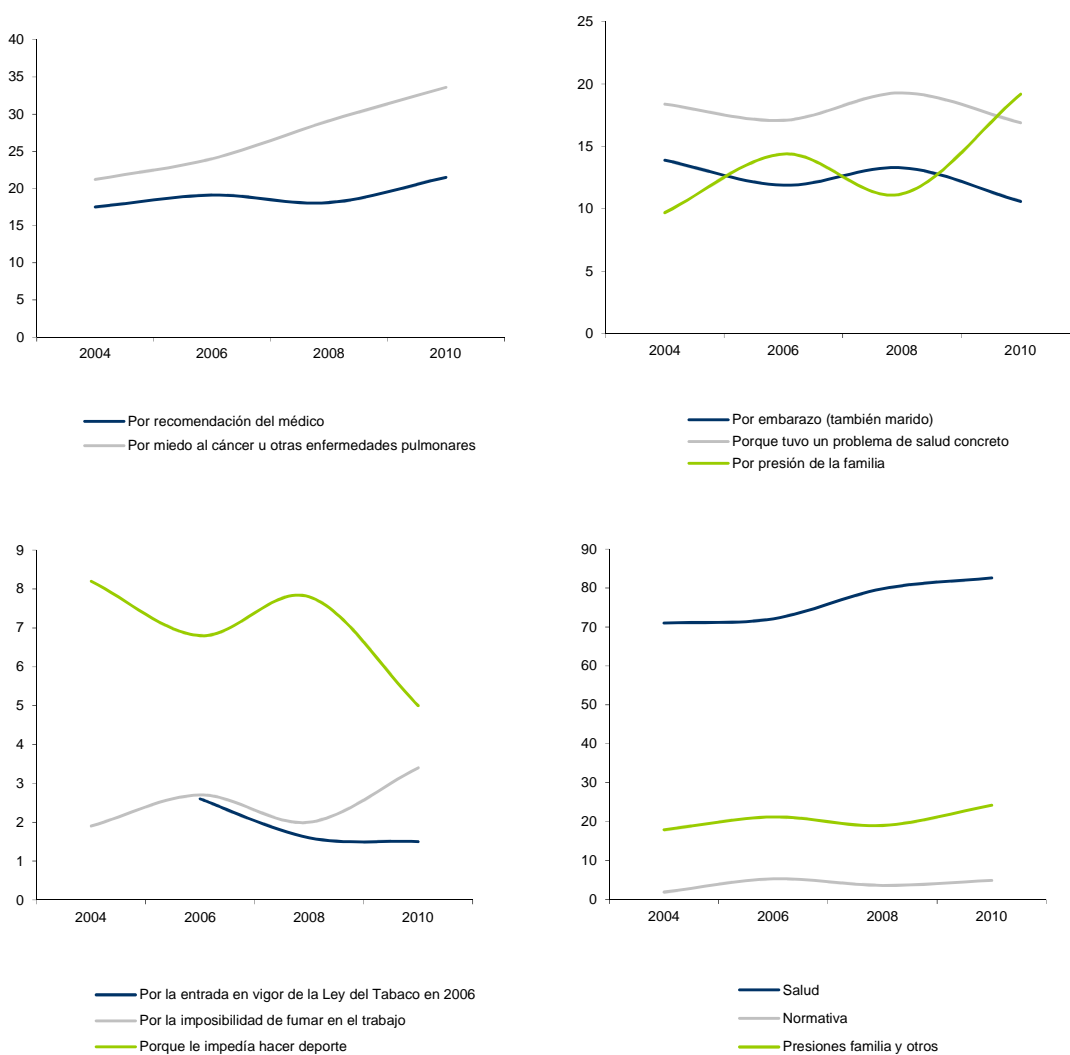 40
35
30
25
20
15
10
5
0
2004 2006 2008 2010
Por recomendación del médico
Por miedo al cáncer u otras enfermedades pulmonares
25
20
15
10
5
0
2004 2006 2008 2010
Por embarazo (también marido)
Porque tuvo un problema de salud concreto
Por presión de la familia
9
8
7
6
5
4
3
2
1
0
2004 2006 2008 2010
Por la entrada en vigor de la Ley del Tabaco en 2006
Por la imposibilidad de fumar en el trabajo
Porque le impedía hacer deporte
90
80
70
60
50
40
30
20
10
0
2004 2006 2008 2010
Salud
Normativa
Presiones familia y otros